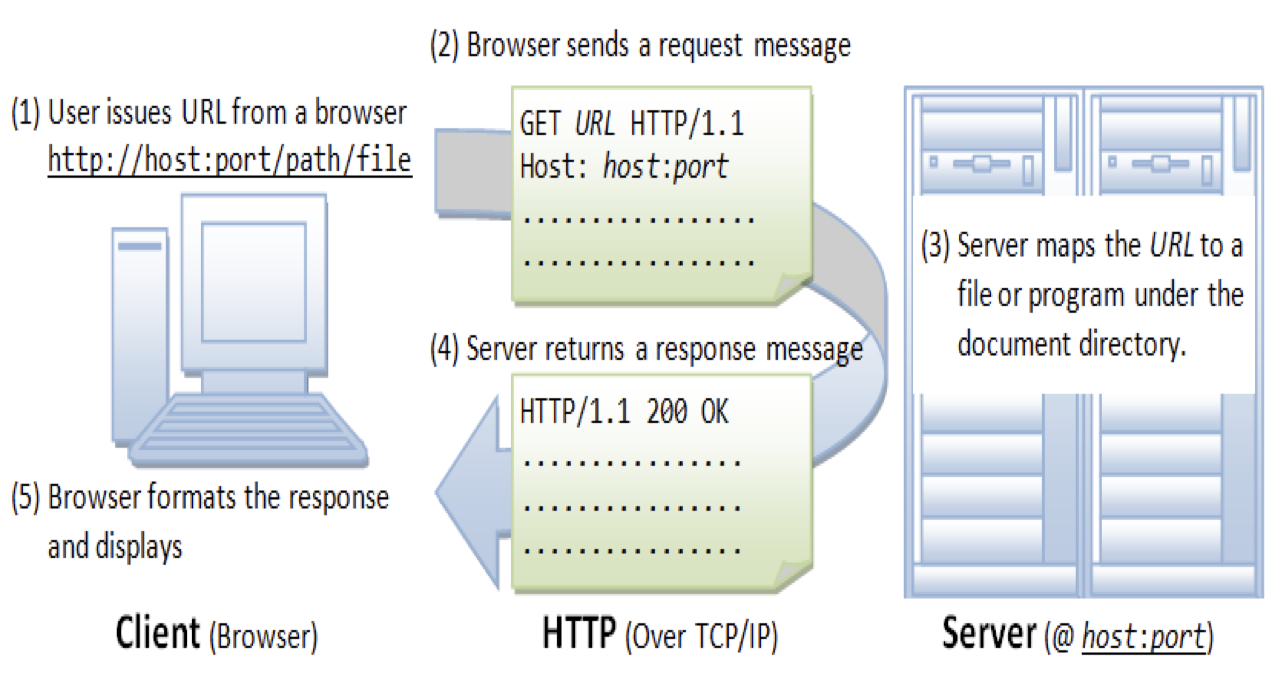 (2) Browser sends a request message
(1) User issues URL from a browser
http://host:port/path/file
GET URL HTTP/1.1
Host: host:port
.................
.................
(3) Server maps the URL to a
file or program under the
document directory.
(4) Server returns a response message
HTTP/1.1 200 OK
................
................
................
(5) Browser formats the response
and displays
Client (Browser)
HTTP (Over TCP/IP)
Server (@ host:port)